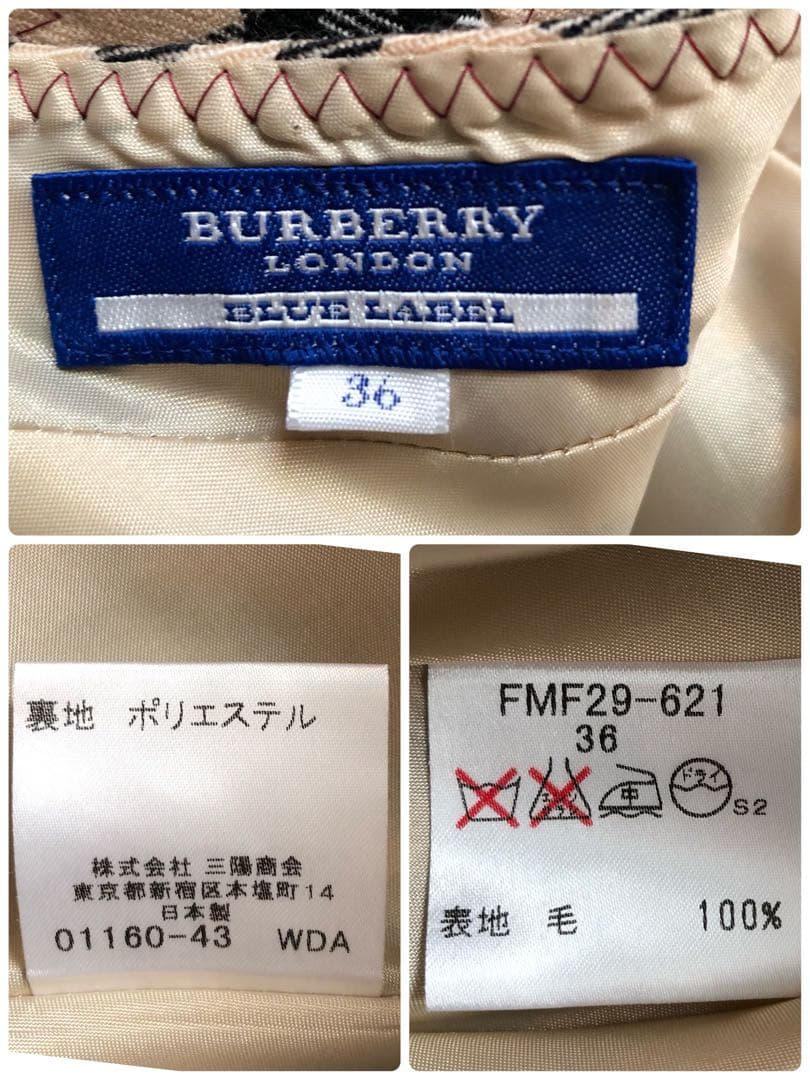 BURBERRY
LONDON
BLUE LABEL
36
裏地 ポリエステル
株式会社 三陽商会
東京都新宿区本塩町14
日本製
01160-43 WDA
FMF29-621
36
中 ドライ
S2
表地 毛 100%